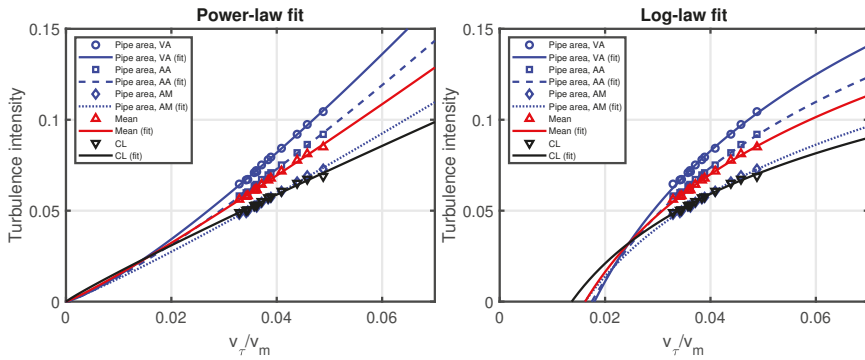 Power-law fit
0.15
0.1
0.05
0
Turbulence intensity
Pipe area, VA
Pipe area, VA (fit)
Pipe area, AA
Pipe area, AA (fit)
Pipe area, AM
Pipe area, AM (fit)
Mean
Mean (fit)
CL
CL (fit)
0 0.02 0.04 0.06
v_τ/v_m
Log-law fit
0.15
0.1
0.05
0
Turbulence intensity
Pipe area, VA
Pipe area, VA (fit)
Pipe area, AA
Pipe area, AA (fit)
Pipe area, AM
Pipe area, AM (fit)
Mean
Mean (fit)
CL
CL (fit)
0 0.02 0.04 0.06
v_τ/v_m